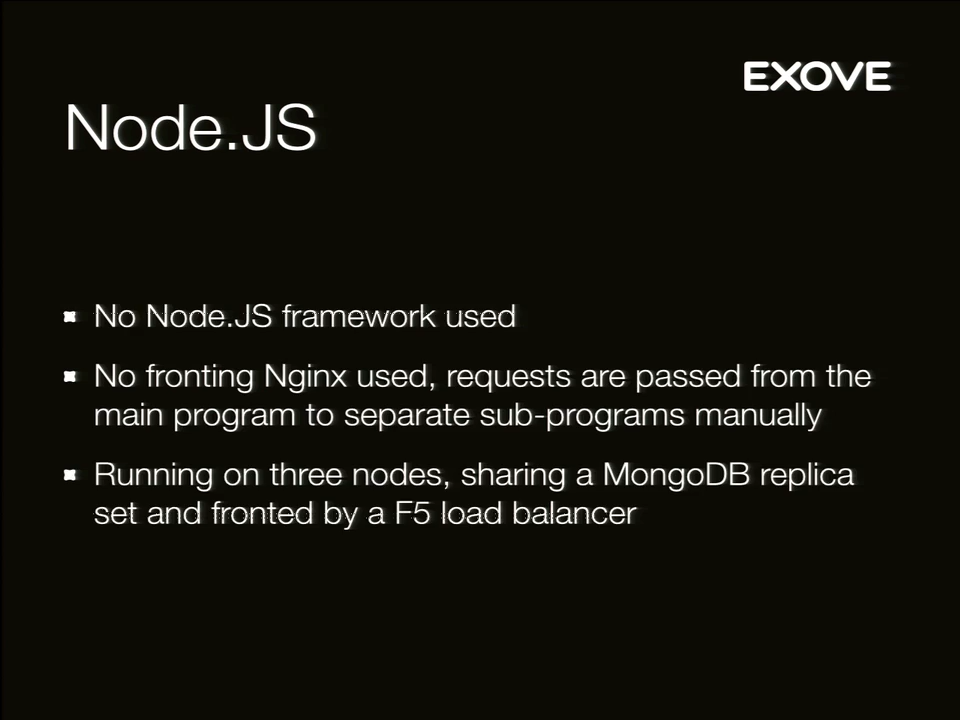 EXOVE
Node.JS
No Node.JS framework used
No fronting Nginx used, requests are passed from the
main program to separate sub-programs manually
Running on three nodes, sharing a MongoDB replica
set and fronted by a F5 load balancer